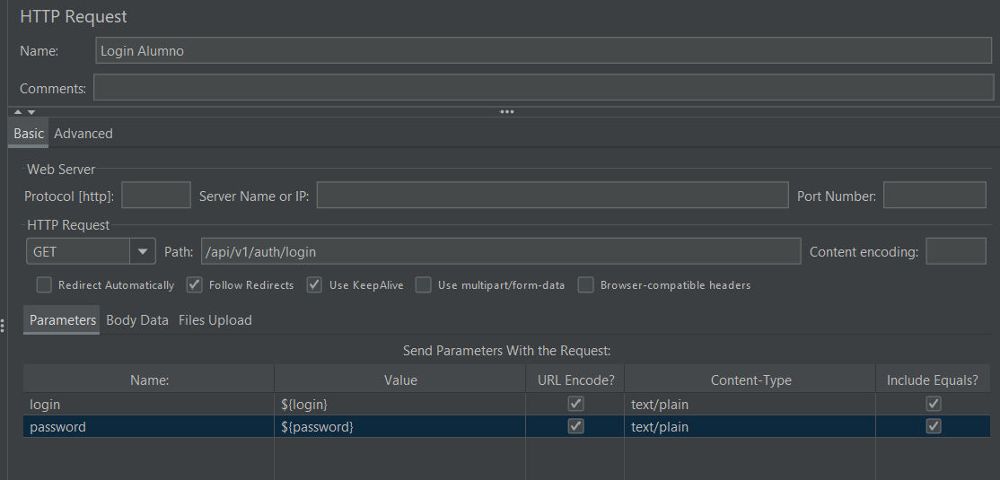 HTTP Request
Name: Login Alumno
Comments:
Basic Advanced
Web Server
Protocol [http]: Server Name or IP: Port Number:
HTTP Request
GET Path: /api/v1/auth/login Content encoding:
Redirect Automatically Follow Redirects Use KeepAlive Use multipart/form-data Browser-compatible headers
Parameters Body Data Files Upload
Send Parameters With the Request:
Name: Value URL Encode? Content-Type Include Equals?
login ${login} text/plain
password ${password} text/plain